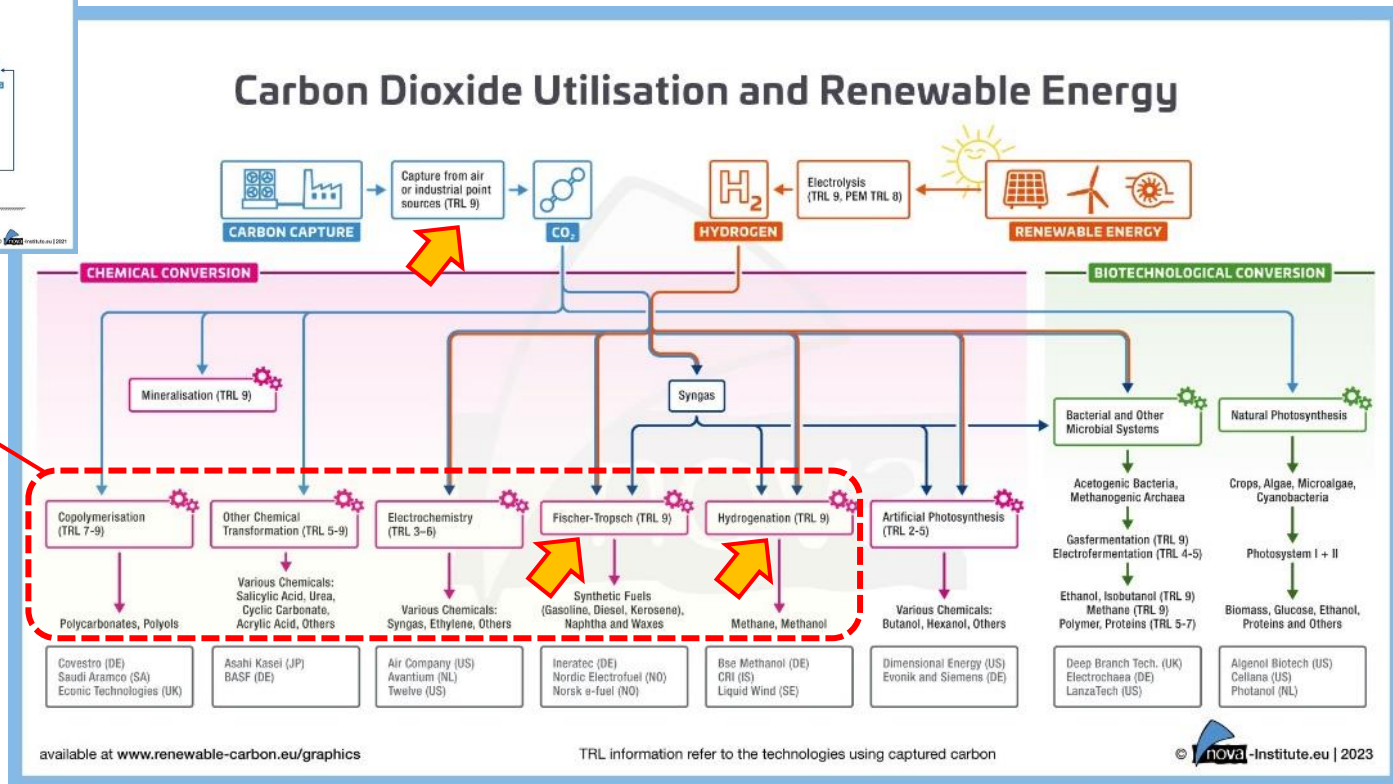 Carbon Dioxide Utilisation and Renewable Energy
Capture from air
or industrial point
sources (TRL 9)
CARBON CAPTURE
CO₂
H₂
HYDROGEN
Electrolysis
(TRL 9, PEM TRL 8)
RENEWABLE ENERGY
CHEMICAL CONVERSION
BIOTECHNOLOGICAL CONVERSION
Mineralisation (TRL 9)
Syngas
Bacterial and Other
Microbial Systems
Natural Photosynthesis
Copolymerisation
(TRL 7-9)
Polycarbonates, Polyols
Covestro (DE)
Saudi Aramco (SA)
Econic Technologies (UK)
Other Chemical
Transformation (TRL 5-9)
Various Chemicals:
Salicylic Acid, Urea,
Cyclic Carbonate,
Acrylic Acid, Others
Asahi Kasei (JP)
BASF (DE)
Electrochemistry
(TRL 3–6)
Various Chemicals:
Syngas, Ethylene, Others
Air Company (US)
Avantium (NL)
Twelve (US)
Fischer-Tropsch (TRL 9)
Synthetic Fuels
(Gasoline, Diesel, Kerosene),
Naphtha and Waxes
Ineratec (DE)
Nordic Electrofuel (NO)
Norsk e-fuel (NO)
Hydrogenation (TRL 9)
Methane, Methanol
Bse Methanol (DE)
CRI (IS)
Liquid Wind (SE)
Artificial Photosynthesis
(TRL 2-5)
Various Chemicals:
Butanol, Hexanol, Others
Dimensional Energy (US)
Evonik and Siemens (DE)
Acetogenic Bacteria,
Methanogenic Archaea
Gasfermentation (TRL 9)
Electrofermentation (TRL 4-5)
Ethanol, Isobutanol (TRL 9)
Methane (TRL 9)
Polymer, Proteins (TRL 5-7)
Deep Branch Tech. (UK)
Electrochaea (DE)
LanzaTech (US)
Crops, Algae, Microalgae,
Cyanobacteria
Photosystem I + II
Biomass, Glucose, Ethanol,
Proteins and Others
Algenol Biotech (US)
Cellana (US)
Photanol (NL)
available at www.renewable-carbon.eu/graphics
TRL information refer to the technologies using captured carbon
© nova-Institute.eu | 2023
© nova-Institute.eu | 2021